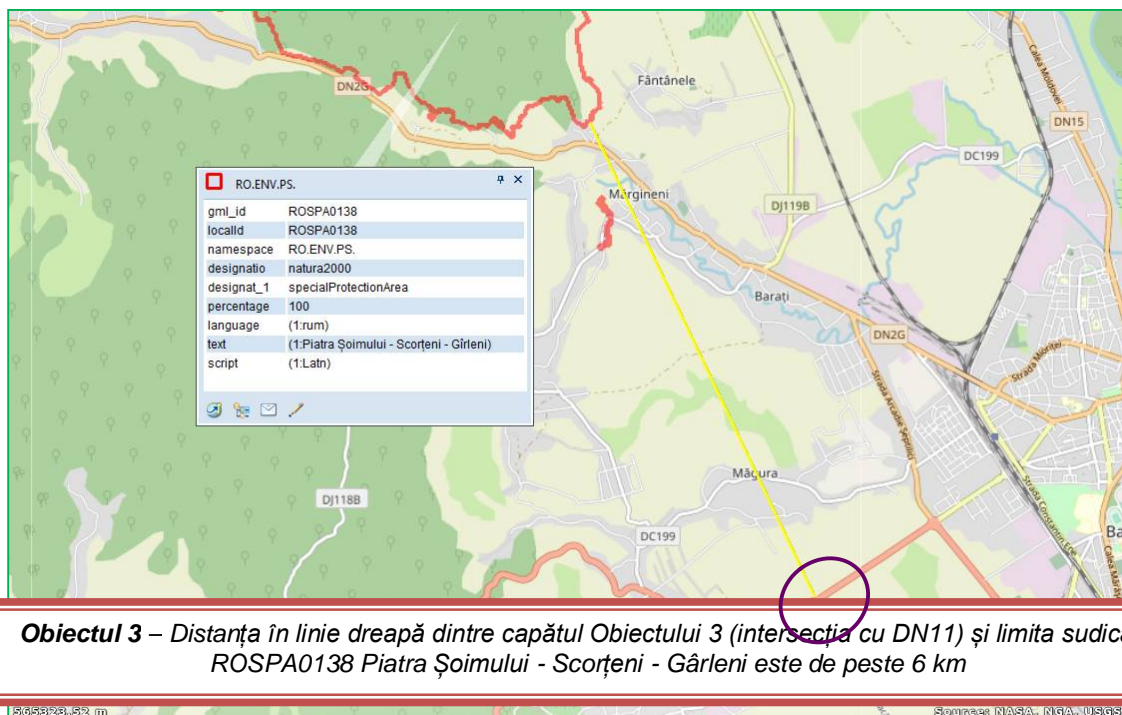 Fântânele
DN2G
DN15
DC199
RO.ENV.PS.
gml_id ROSPA0138
localId ROSPA0138
namespace RO.ENV.PS.
designatio natura2000
designat_1 specialProtectionArea
percentage 100
language (1:rum)
text (1:Piatra Șoimului - Scorțeni - Gîrleni)
script (1:Latn)
Calea Moldovei
Mărgineni
DJ119B
Barați
DN2G
Strada Mioriței
Strada Arcadie Șeptilici
Măgura
DJ118B
DC199
Strada Constantin Ene
Ba
Calea Mărăș
Obiectul 3 – Distanța în linie dreapă dintre capătul Obiectului 3 (intersecția cu DN11) și limita sudică
ROSPA0138 Piatra Șoimului - Scorțeni - Gârleni este de peste 6 km
565323.52 m
Sources: NASA, NGA, USGS